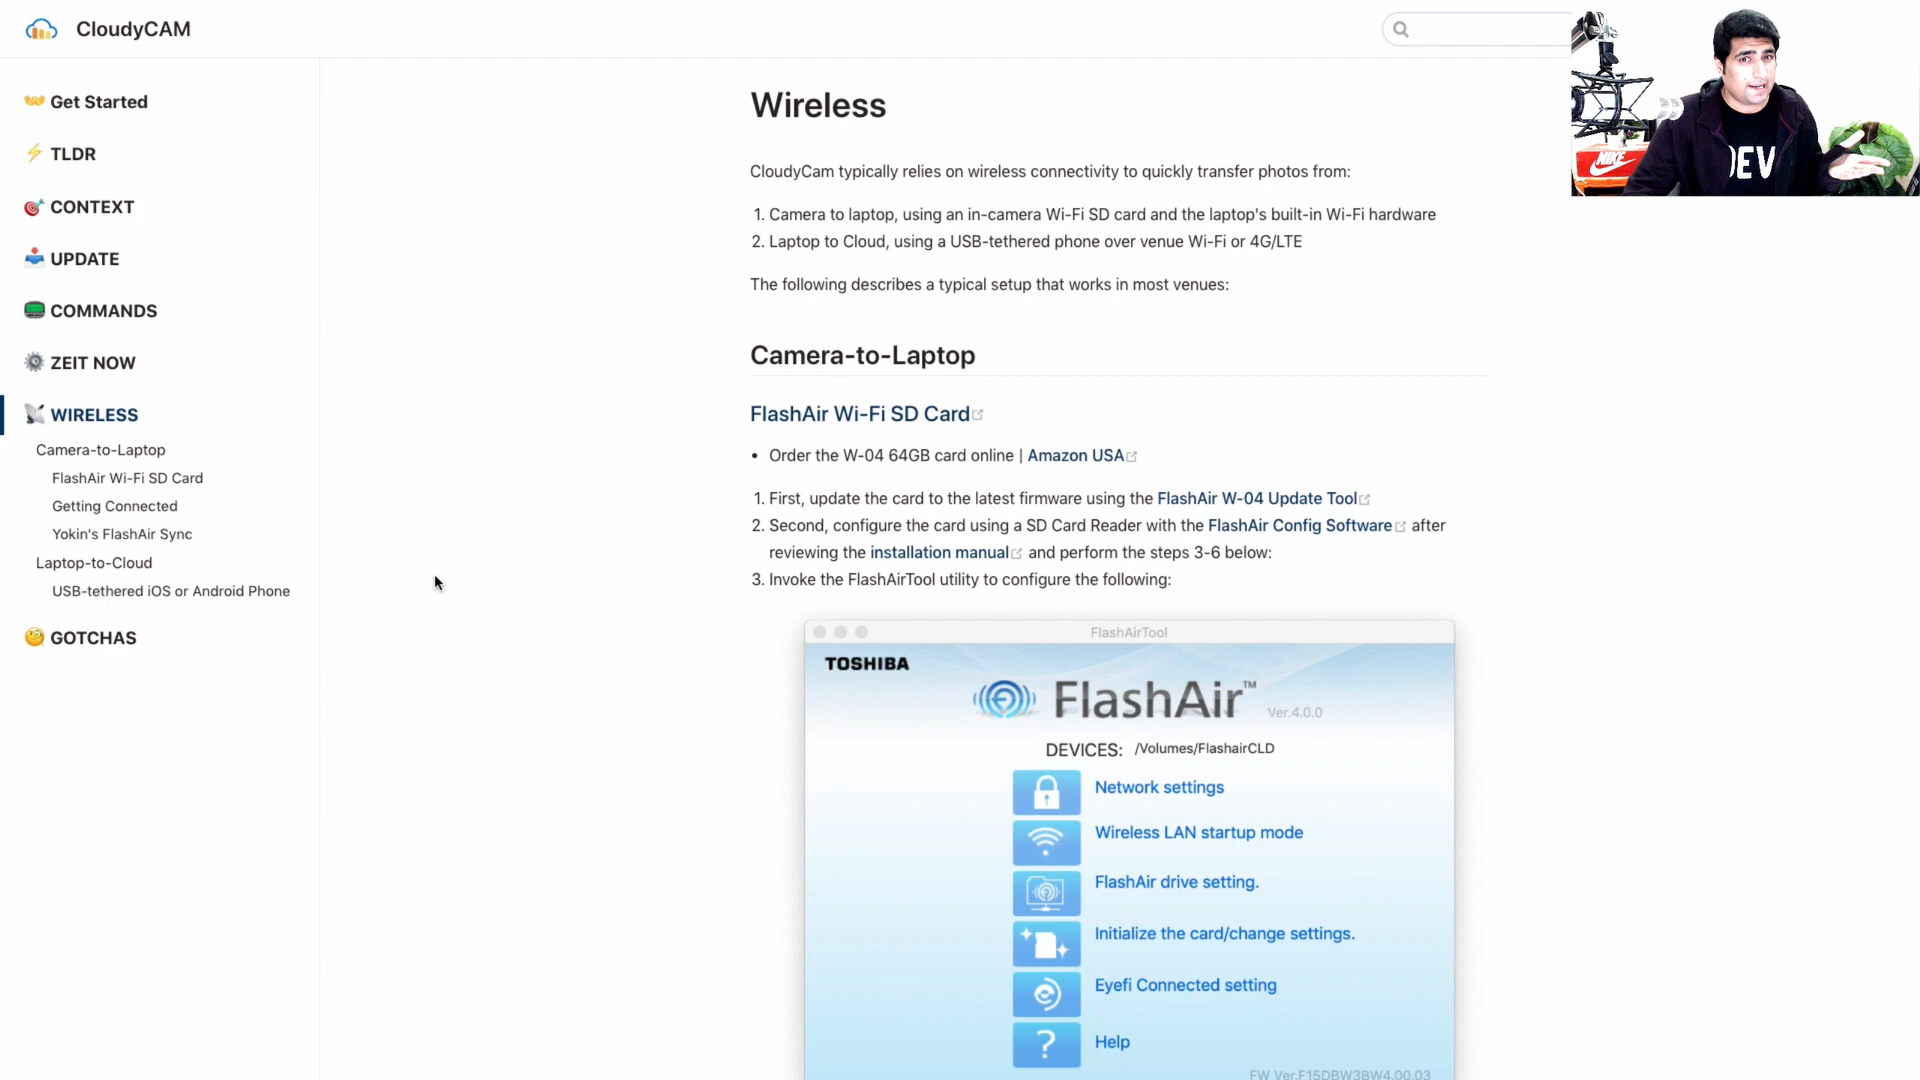 CloudyCAM
Get Started
TLDR
CONTEXT
UPDATE
COMMANDS
ZEIT NOW
WIRELESS
Camera-to-Laptop
FlashAir Wi-Fi SD Card
Getting Connected
Yokin's FlashAir Sync
Laptop-to-Cloud
USB-tethered iOS or Android Phone
GOTCHAS
Wireless
CloudyCam typically relies on wireless connectivity to quickly transfer photos from:
1. Camera to laptop, using an in-camera Wi-Fi SD card and the laptop's built-in Wi-Fi hardware
2. Laptop to Cloud, using a USB-tethered phone over venue Wi-Fi or 4G/LTE
The following describes a typical setup that works in most venues:
Camera-to-Laptop
FlashAir Wi-Fi SD Card
• Order the W-04 64GB card online | Amazon USA
1. First, update the card to the latest firmware using the FlashAir W-04 Update Tool
2. Second, configure the card using a SD Card Reader with the FlashAir Config Software after
reviewing the installation manual and perform the steps 3-6 below:
3. Invoke the FlashAirTool utility to configure the following:
FlashAirTool
TOSHIBA
FlashAir™ Ver.4.0.0
DEVICES: /Volumes/FlashairCLD
Network settings
Wireless LAN startup mode
FlashAir drive setting.
Initialize the card/change settings.
Eyefi Connected setting
? Help
FW Ver.F15DBW3BW4.00.03
NIKE
DEV